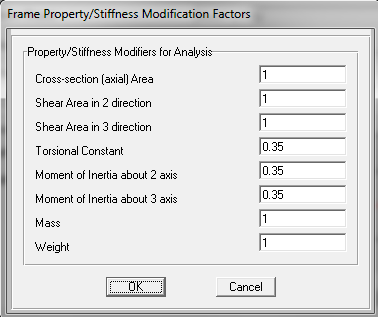 Frame Property/Stiffness Modification Factors
Property/Stiffness Modifiers for Analysis
Cross-section (axial) Area 1
Shear Area in 2 direction 1
Shear Area in 3 direction 1
Torsional Constant 0.35
Moment of Inertia about 2 axis 0.35
Moment of Inertia about 3 axis 0.35
Mass 1
Weight 1
OK Cancel